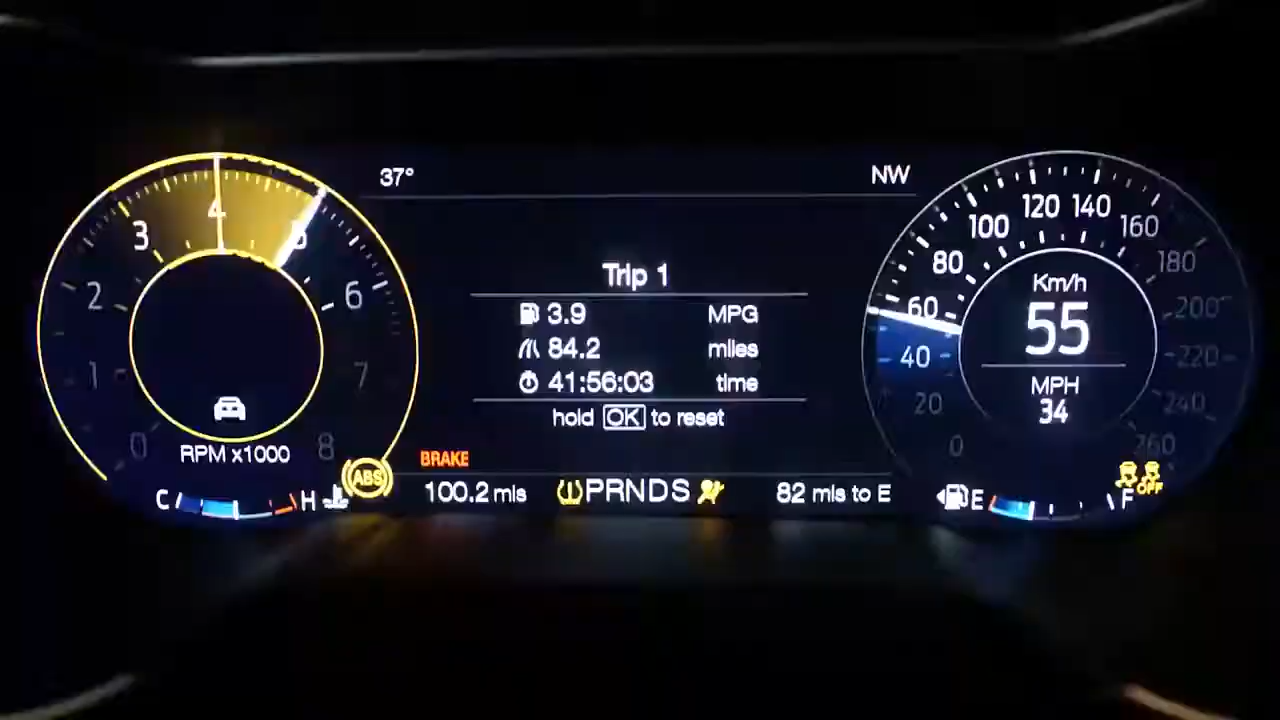 37°
NW
4
3
5
2
6
1
7
0
8
RPM x1000
C
H
ABS
Trip 1
3.9 MPG
84.2 miles
41:56:03 time
hold OK to reset
BRAKE
100.2 mls
PRNDS
82 mls to E
0
20
40
60
80
100
120
140
160
180
200
220
240
260
Km/h
55
MPH
34
OFF
E
F